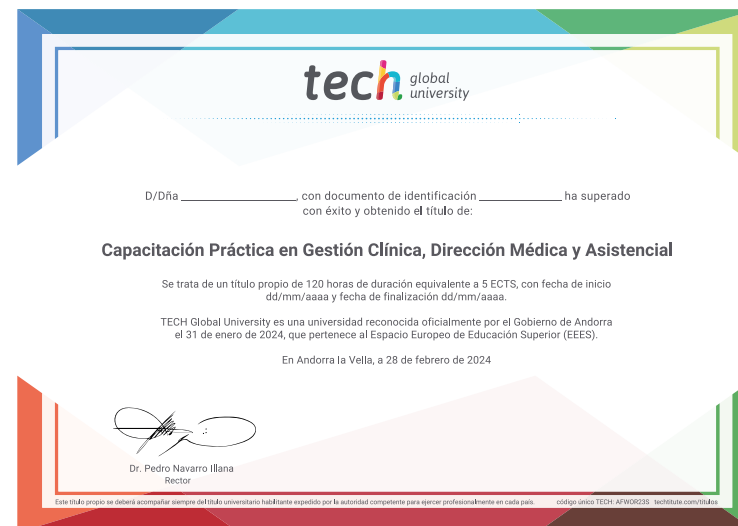 tech global university
D/Dña ____________, con documento de identificación ____________ ha superado
con éxito y obtenido el título de:
Capacitación Práctica en Gestión Clínica, Dirección Médica y Asistencial
Se trata de un título propio de 120 horas de duración equivalente a 5 ECTS, con fecha de inicio
dd/mm/aaaa y fecha de finalización dd/mm/aaaa.
TECH Global University es una universidad reconocida oficialmente por el Gobierno de Andorra
el 31 de enero de 2024, que pertenece al Espacio Europeo de Educación Superior (EEES).
En Andorra la Vella, a 28 de febrero de 2024
Dr. Pedro Navarro Illana
Rector
Este título propio se deberá acompañar siempre del título universitario habilitante expedido por la autoridad competente para ejercer profesionalmente en cada país. código único TECH: AFWOR23S techtitute.com/titulos